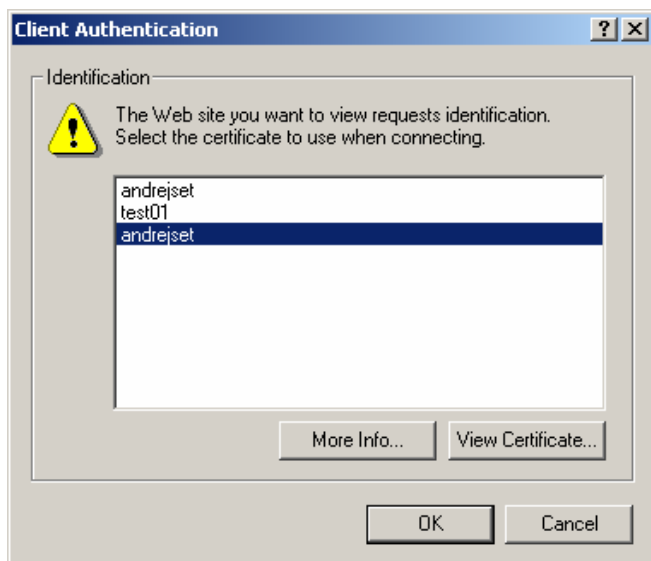 Client Authentication
Identification
The Web site you want to view requests identification.
Select the certificate to use when connecting.
andrejset
test01
andrejset
More Info...
View Certificate...
OK
Cancel